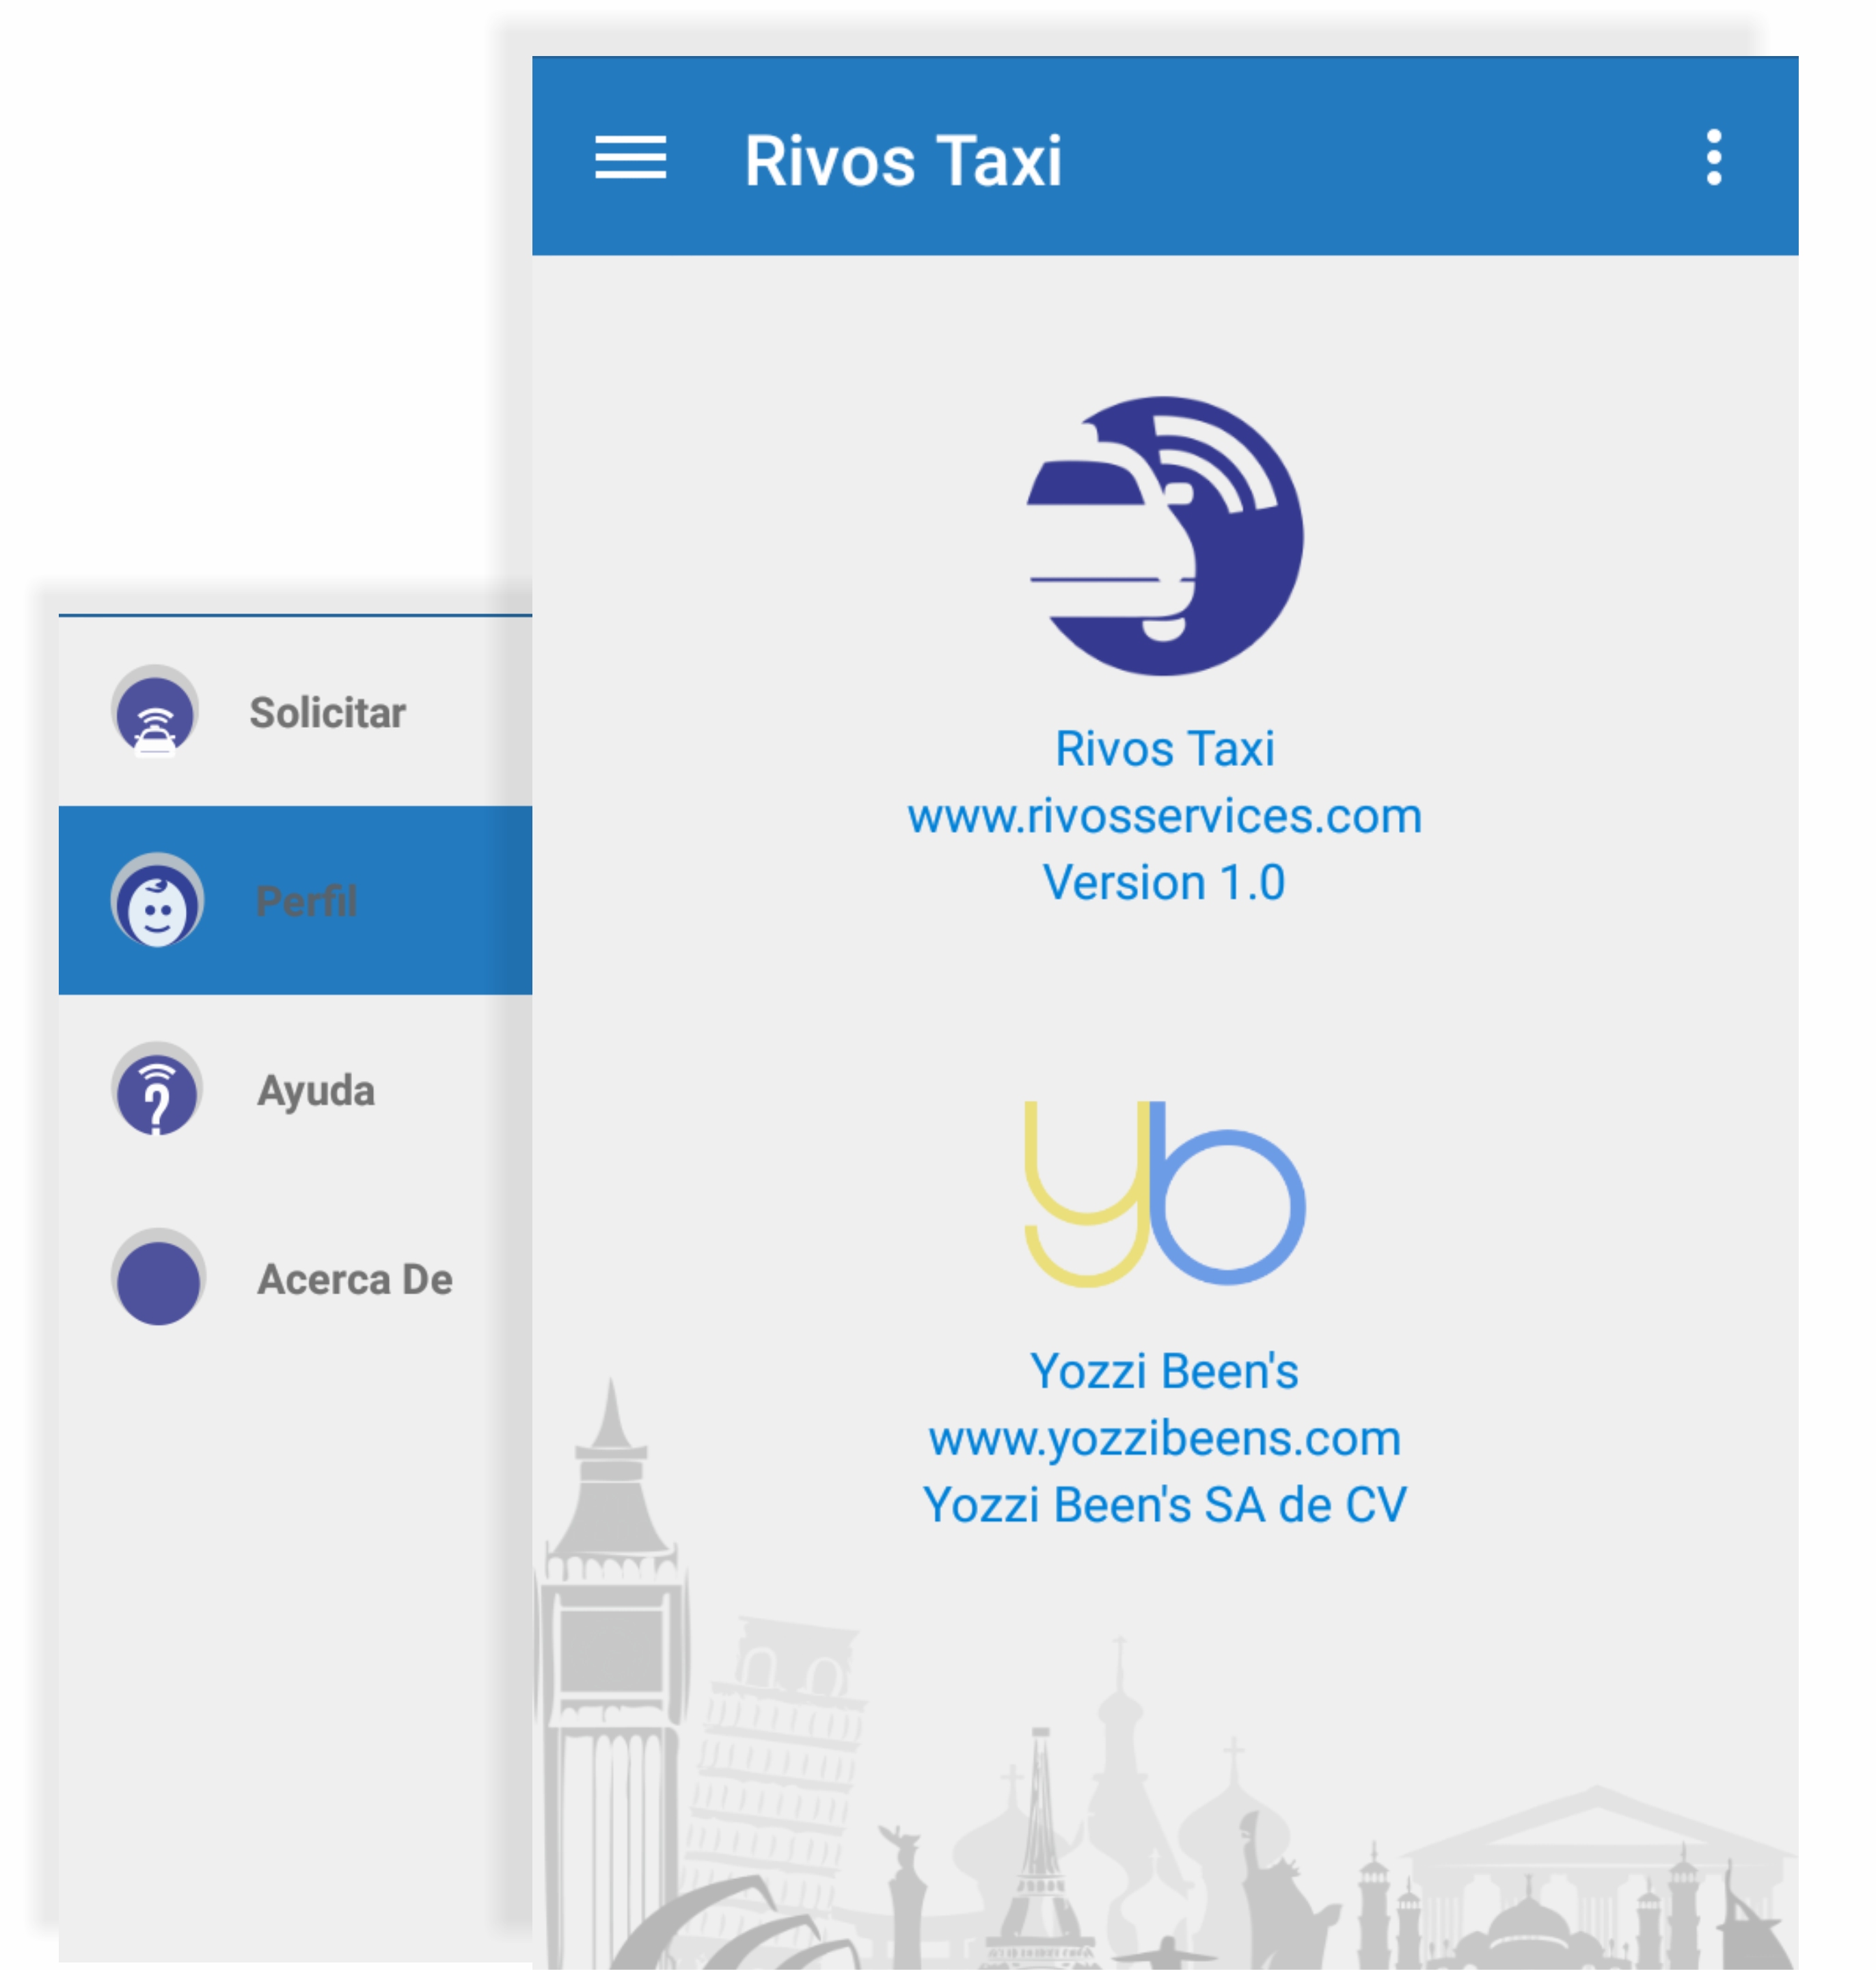 Rivos Taxi
Solicitar
Perfil
Ayuda
Acerca De
Rivos Taxi
www.rivosservices.com
Version 1.0
yb
Yozzi Been's
www.yozzibeens.com
Yozzi Been's SA de CV